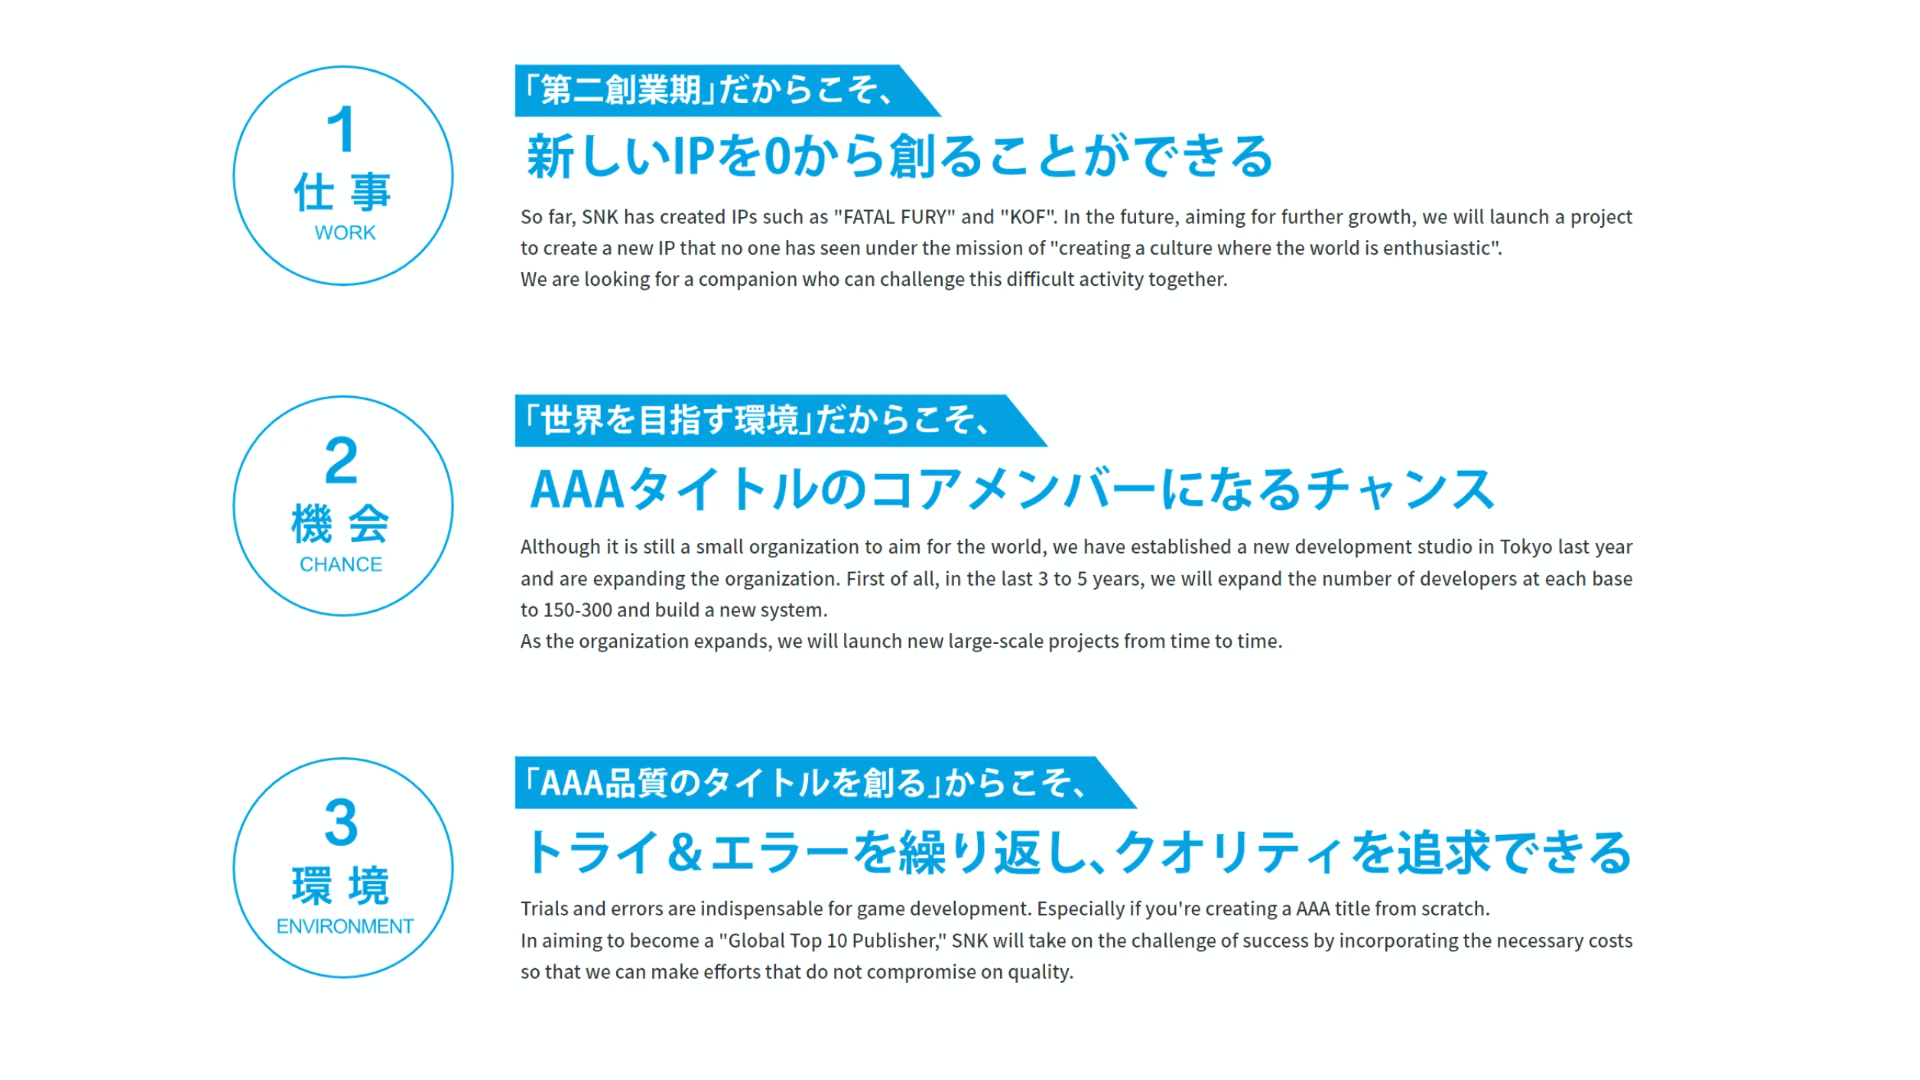 1
仕事
WORK
「第二創業期」だからこそ、
新しいIPを0から創ることができる
So far, SNK has created IPs such as "FATAL FURY" and "KOF". In the future, aiming for further growth, we will launch a project
to create a new IP that no one has seen under the mission of "creating a culture where the world is enthusiastic".
We are looking for a companion who can challenge this difficult activity together.
2
機会
CHANCE
「世界を目指す環境」だからこそ、
AAAタイトルのコアメンバーになるチャンス
Although it is still a small organization to aim for the world, we have established a new development studio in Tokyo last year
and are expanding the organization. First of all, in the last 3 to 5 years, we will expand the number of developers at each base
to 150-300 and build a new system.
As the organization expands, we will launch new large-scale projects from time to time.
3
環境
ENVIRONMENT
「AAA品質のタイトルを創る」からこそ、
トライ＆エラーを繰り返し、クオリティを追求できる
Trials and errors are indispensable for game development. Especially if you're creating a AAA title from scratch.
In aiming to become a "Global Top 10 Publisher," SNK will take on the challenge of success by incorporating the necessary costs
so that we can make efforts that do not compromise on quality.